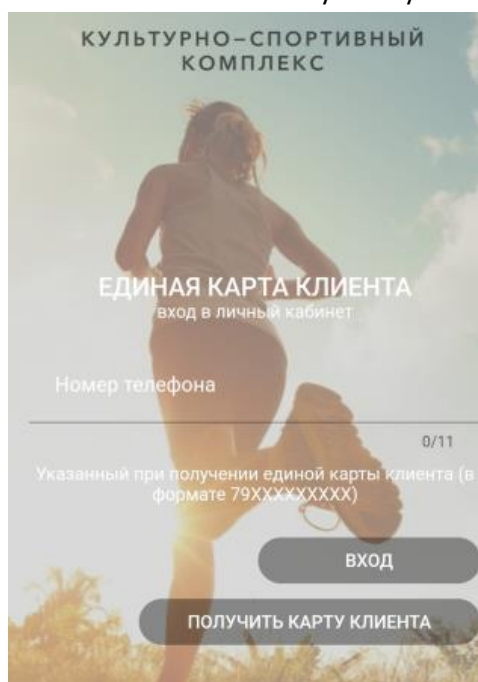 КУЛЬТУРНО–СПОРТИВНЫЙ
КОМПЛЕКС
ЕДИНАЯ КАРТА КЛИЕНТА
вход в личный кабинет
Номер телефона
0/11
Указанный при получении единой карты клиента (в
формате 79XXXXXXXXX)
ВХОД
ПОЛУЧИТЬ КАРТУ КЛИЕНТА